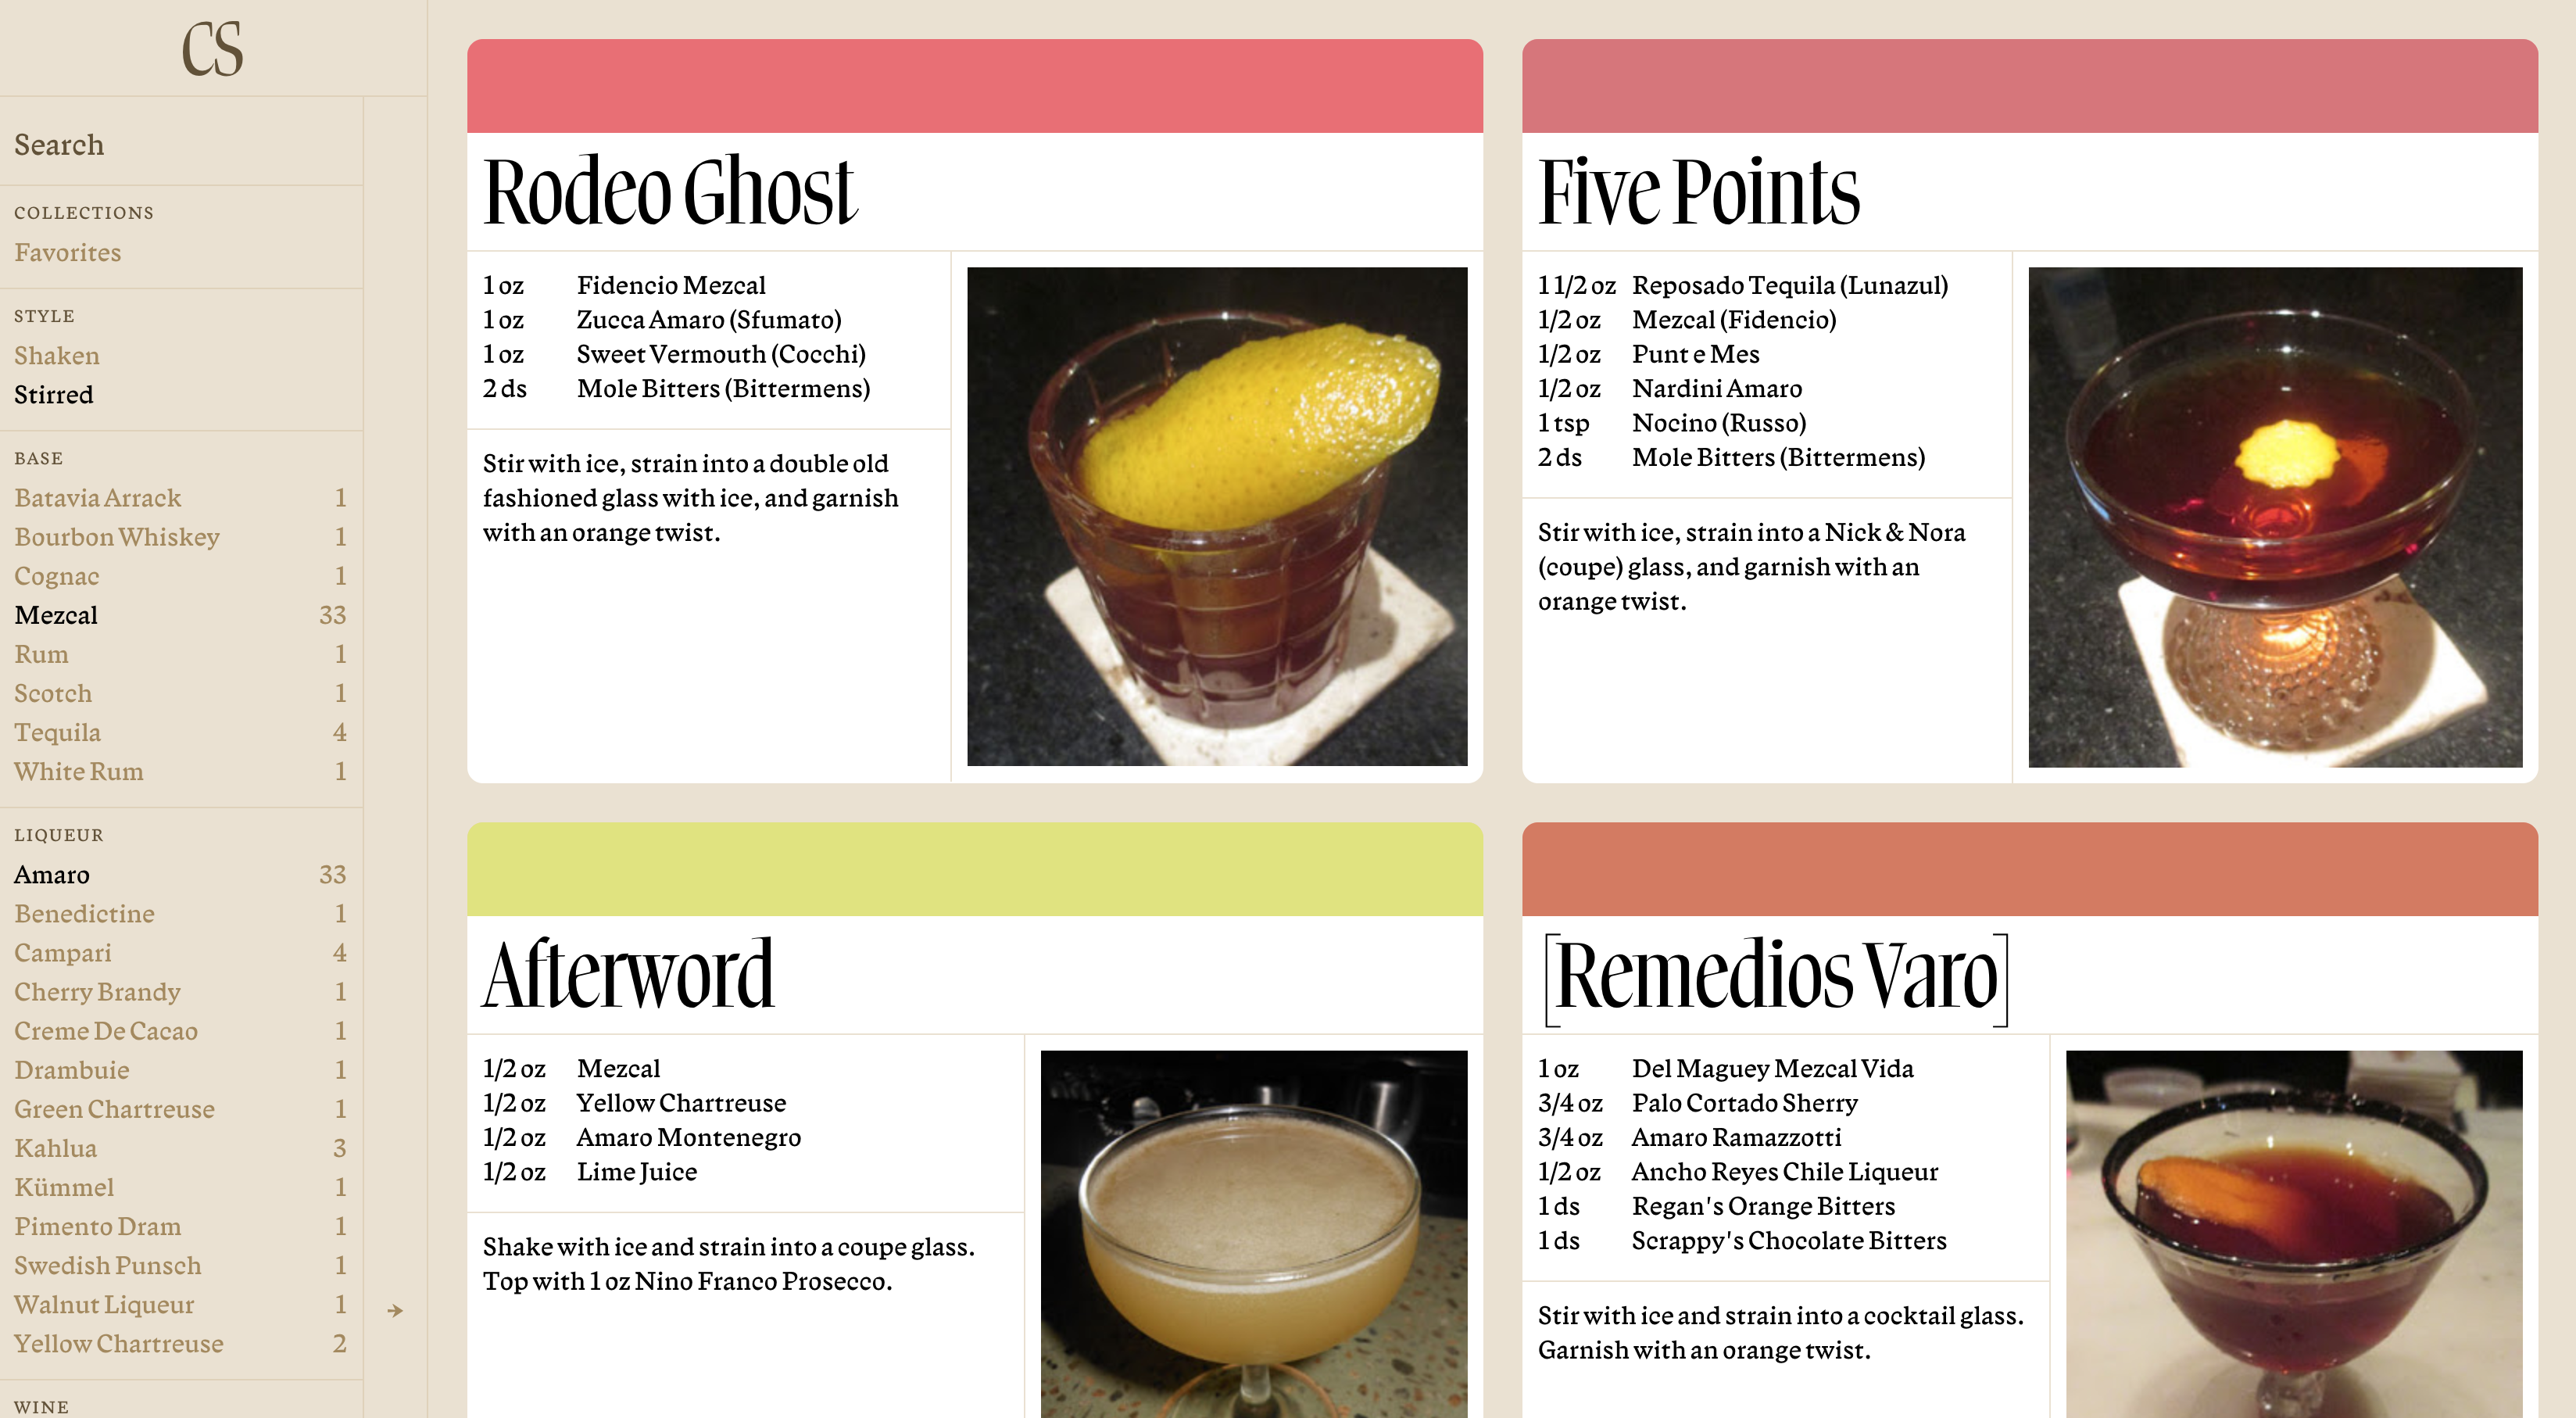 CS
Search
COLLECTIONS
Favorites
STYLE
Shaken
Stirred
BASE
Batavia Arrack 1
Bourbon Whiskey 1
Cognac 1
Mezcal 33
Rum 1
Scotch 1
Tequila 4
White Rum 1
LIQUEUR
Amaro 33
Benedictine 1
Campari 4
Cherry Brandy 1
Creme De Cacao 1
Drambuie 1
Green Chartreuse 1
Kahlua 3
Kümmel 1
Pimento Dram 1
Swedish Punsch 1
Walnut Liqueur 1
Yellow Chartreuse 2
WINE
Rodeo Ghost
1 oz Fidencio Mezcal
1 oz Zucca Amaro (Sfumato)
1 oz Sweet Vermouth (Cocchi)
2 ds Mole Bitters (Bittermens)
Stir with ice, strain into a double old
fashioned glass with ice, and garnish
with an orange twist.
Five Points
1 1/2 oz Reposado Tequila (Lunazul)
1/2 oz Mezcal (Fidencio)
1/2 oz Punt e Mes
1/2 oz Nardini Amaro
1 tsp Nocino (Russo)
2 ds Mole Bitters (Bittermens)
Stir with ice, strain into a Nick & Nora
(coupe) glass, and garnish with an
orange twist.
Afterword
1/2 oz Mezcal
1/2 oz Yellow Chartreuse
1/2 oz Amaro Montenegro
1/2 oz Lime Juice
Shake with ice and strain into a coupe glass.
Top with 1 oz Nino Franco Prosecco.
[Remedios Varo]
1 oz Del Maguey Mezcal Vida
3/4 oz Palo Cortado Sherry
3/4 oz Amaro Ramazzotti
1/2 oz Ancho Reyes Chile Liqueur
1 ds Regan's Orange Bitters
1 ds Scrappy's Chocolate Bitters
Stir with ice and strain into a cocktail glass.
Garnish with an orange twist.